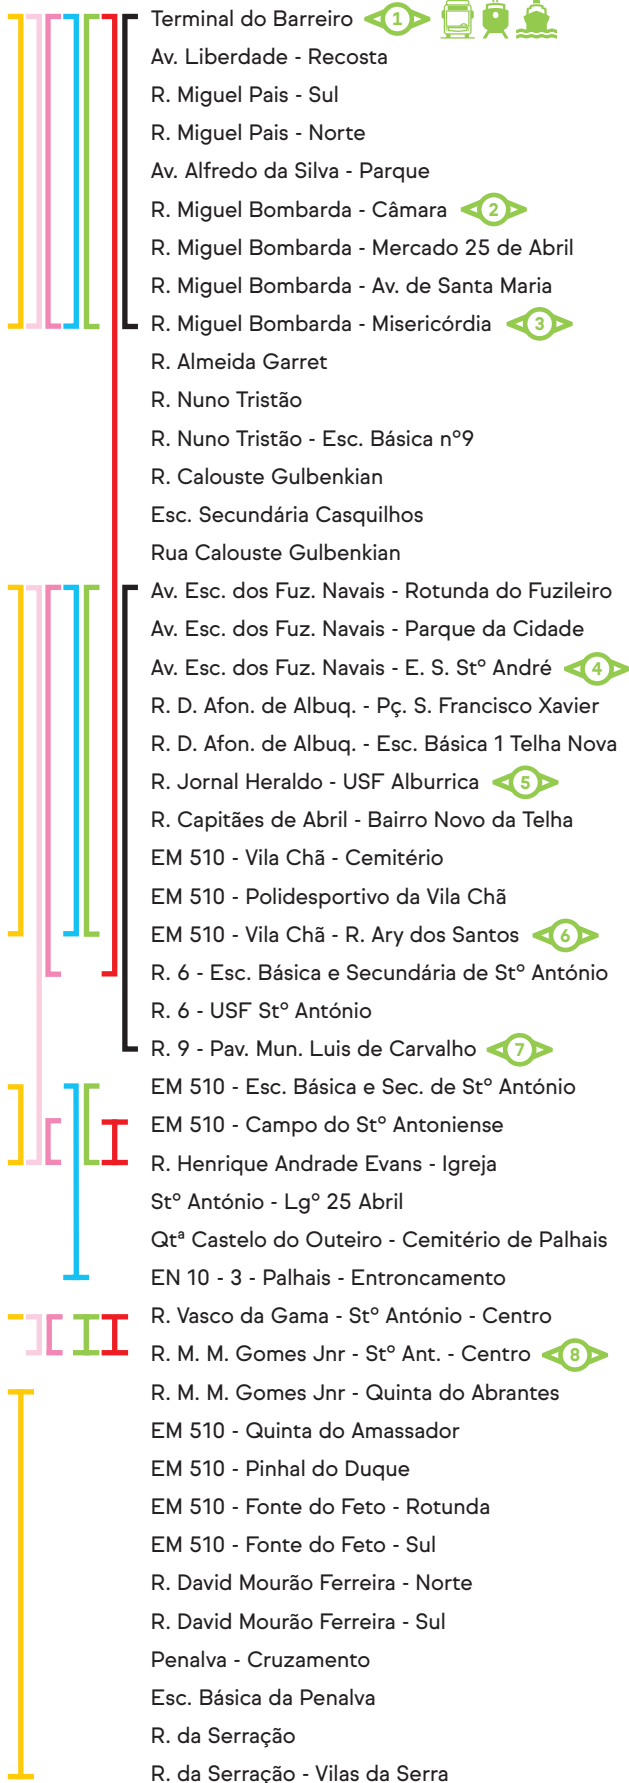 Terminal do Barreiro 1
Av. Liberdade - Recosta
R. Miguel Pais - Sul
R. Miguel Pais - Norte
Av. Alfredo da Silva - Parque
R. Miguel Bombarda - Câmara 2
R. Miguel Bombarda - Mercado 25 de Abril
R. Miguel Bombarda - Av. de Santa Maria
R. Miguel Bombarda - Misericórdia 3
R. Almeida Garret
R. Nuno Tristão
R. Nuno Tristão - Esc. Básica nº9
R. Calouste Gulbenkian
Esc. Secundária Casquilhos
Rua Calouste Gulbenkian
Av. Esc. dos Fuz. Navais - Rotunda do Fuzileiro
Av. Esc. dos Fuz. Navais - Parque da Cidade
Av. Esc. dos Fuz. Navais - E. S. Stº André 4
R. D. Afon. de Albuq. - Pç. S. Francisco Xavier
R. D. Afon. de Albuq. - Esc. Básica 1 Telha Nova
R. Jornal Heraldo - USF Alburrica 5
R. Capitães de Abril - Bairro Novo da Telha
EM 510 - Vila Chã - Cemitério
EM 510 - Polidesportivo da Vila Chã
EM 510 - Vila Chã - R. Ary dos Santos 6
R. 6 - Esc. Básica e Secundária de Stº António
R. 6 - USF Stº António
R. 9 - Pav. Mun. Luis de Carvalho 7
EM 510 - Esc. Básica e Sec. de Stº António
EM 510 - Campo do Stº Antoniense
R. Henrique Andrade Evans - Igreja
Stº António - Lgº 25 Abril
Qtª Castelo do Outeiro - Cemitério de Palhais
EN 10 - 3 - Palhais - Entroncamento
R. Vasco da Gama - Stº António - Centro
R. M. M. Gomes Jnr - Stº Ant. - Centro 8
R. M. M. Gomes Jnr - Quinta do Abrantes
EM 510 - Quinta do Amassador
EM 510 - Pinhal do Duque
EM 510 - Fonte do Feto - Rotunda
EM 510 - Fonte do Feto - Sul
R. David Mourão Ferreira - Norte
R. David Mourão Ferreira - Sul
Penalva - Cruzamento
Esc. Básica da Penalva
R. da Serração
R. da Serração - Vilas da Serra